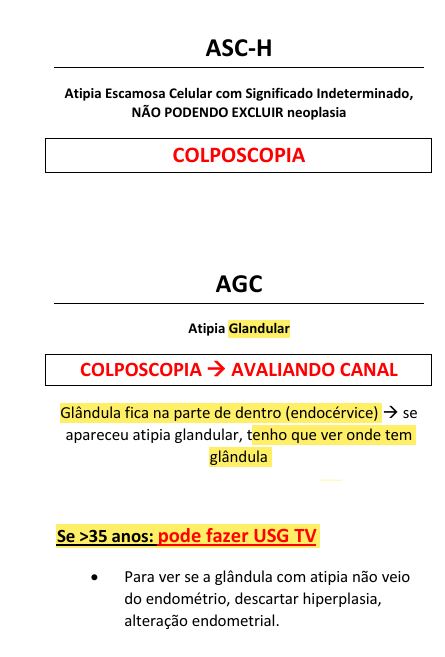 ASC-H
Atipia Escamosa Celular com Significado Indeterminado,
NÃO PODENDO EXCLUIR neoplasia
COLPOSCOPIA
AGC
Atipia Glandular
COLPOSCOPIA → AVALIANDO CANAL
Glândula fica na parte de dentro (endocérvice) → se
apareceu atipia glandular, tenho que ver onde tem
glândula
Se >35 anos: pode fazer USG TV
• Para ver se a glândula com atipia não veio
do endométrio, descartar hiperplasia,
alteração endometrial.